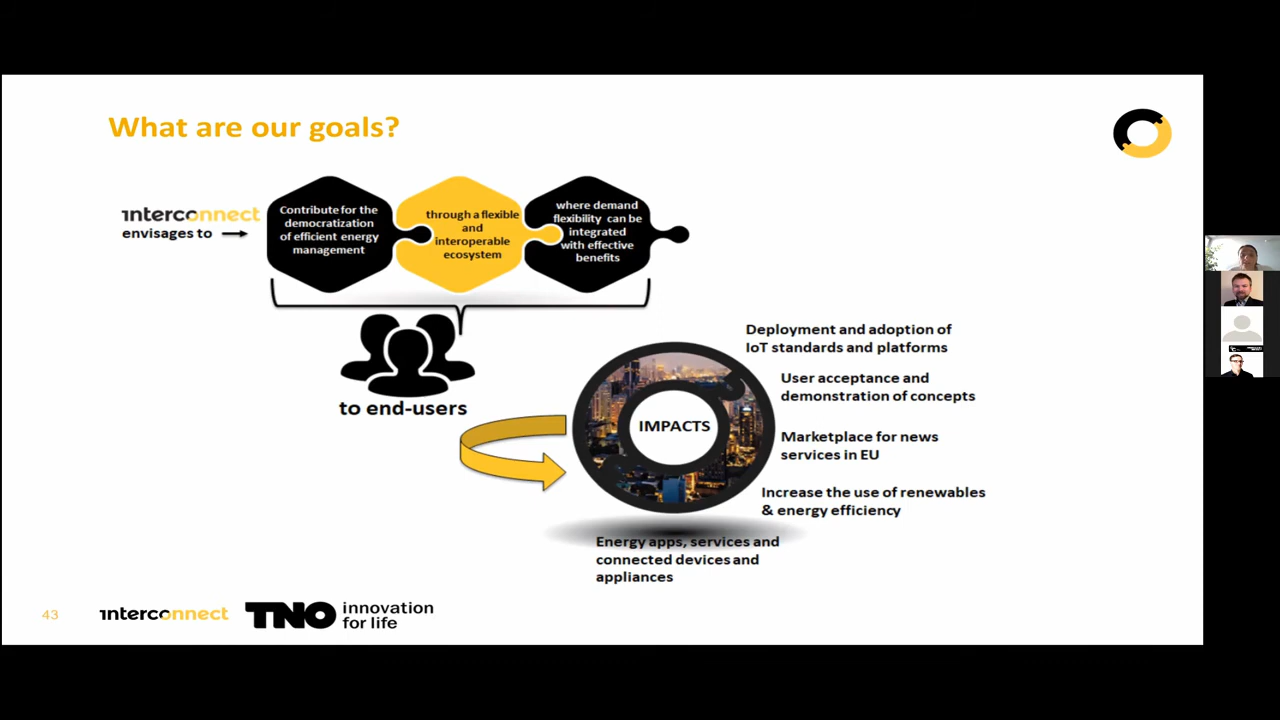 What are our goals?
interconnect
envisages to
Contribute for the
democratization
of efficient energy
management
through a flexible
and
interoperable
ecosystem
where demand
flexibility can be
integrated
with effective
benefits
to end-users
IMPACTS
Deployment and adoption of
IoT standards and platforms
User acceptance and
demonstration of concepts
Marketplace for news
services in EU
Increase the use of renewables
& energy efficiency
Energy apps, services and
connected devices and
appliances
43
interconnect
TNO innovation
for life